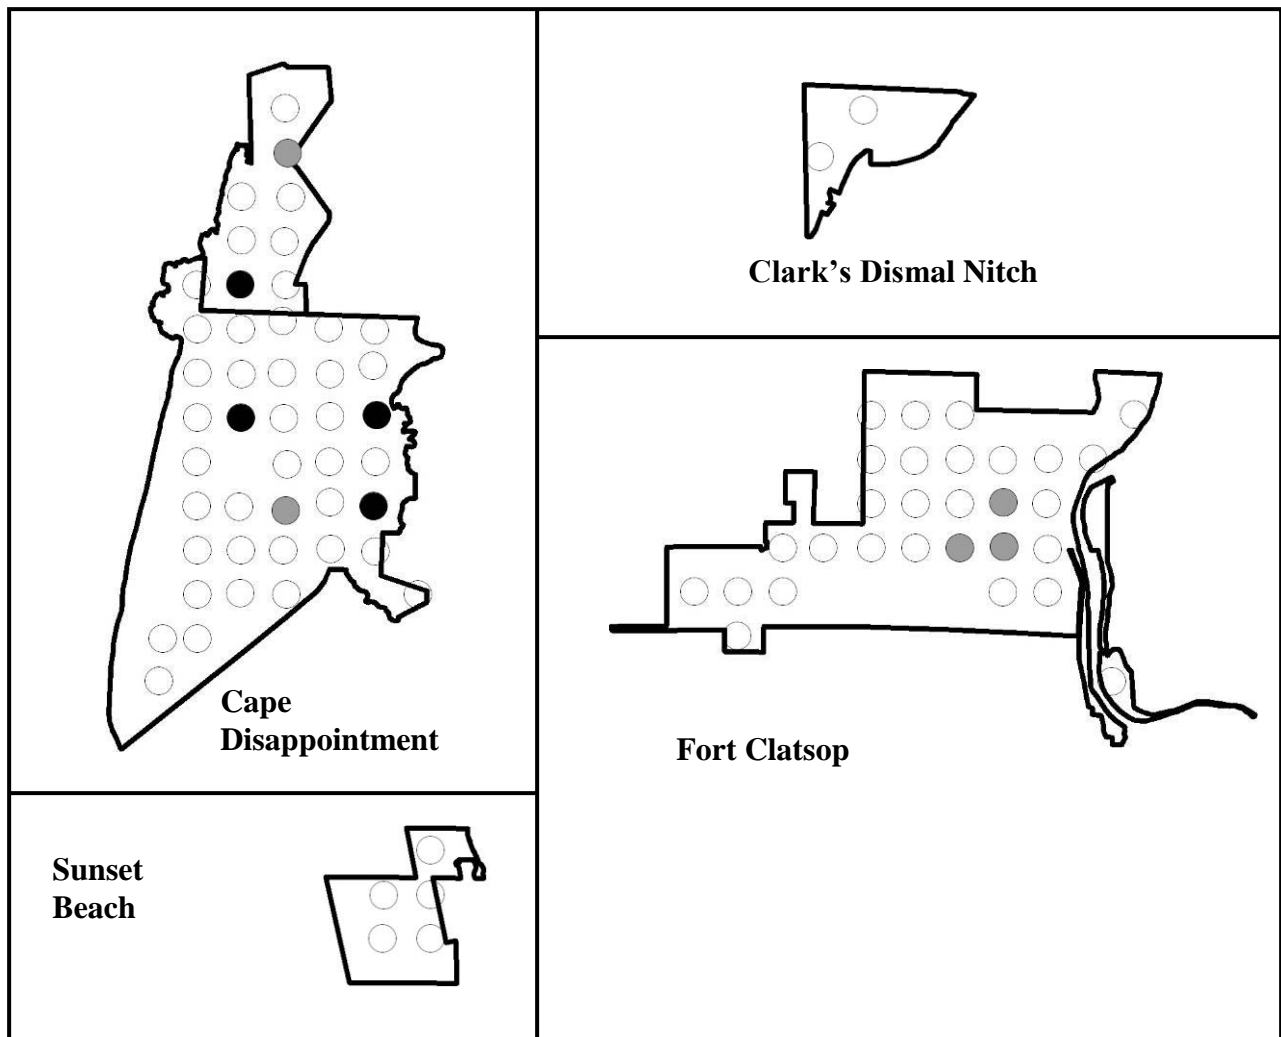 Clark's Dismal Nitch
Cape
Disappointment
Fort Clatsop
Sunset
Beach